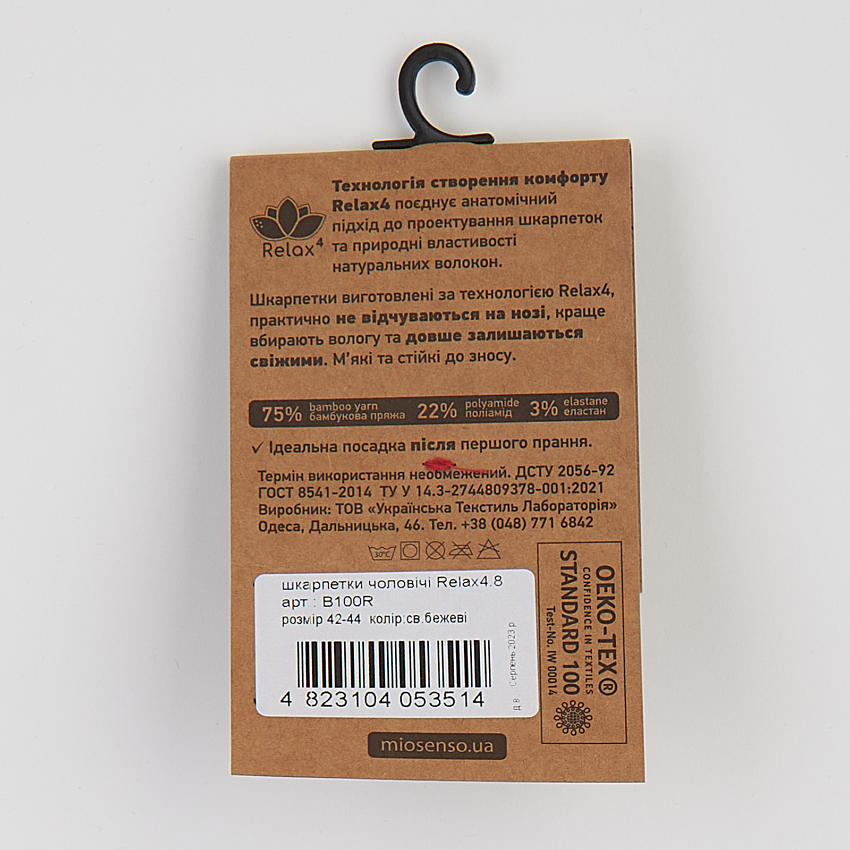 Технологія створення комфорту
Relax4 поєднує анатомічний
підхід до проектування шкарпеток
та природні властивості
натуральних волокон.
Relax4
Шкарпетки виготовлені за технологією Relax4,
практично не відчуваються на нозі, краще
вбирають вологу та довше залишаються
свіжими. М'які та стійкі до зносу.
75% bamboo yarn 22% polyamide 3% elastane
бамбукова пряжа поліамід еластан
✓ Ідеальна посадка після першого прання.
Термін використання необмежений. ДСТУ 2056-92
ГОСТ 8541-2014 ТУ У 14.3-2744809378-001:2021
Виробник: ТОВ «Українська Текстиль Лабораторія»
Одеса, Дальницька, 46. Тел. +38 (048) 771 6842
30°C
шкарпетки чоловічі Relax4.8
арт.: B100R
розмір 42-44 колір:св.бежеві
4 823104 053514
Д.В. Серпень 2023 р
OEKO-TEX®
CONFIDENCE IN TEXTILES
STANDARD 100
Test-No. IW 00014
miosenso.ua